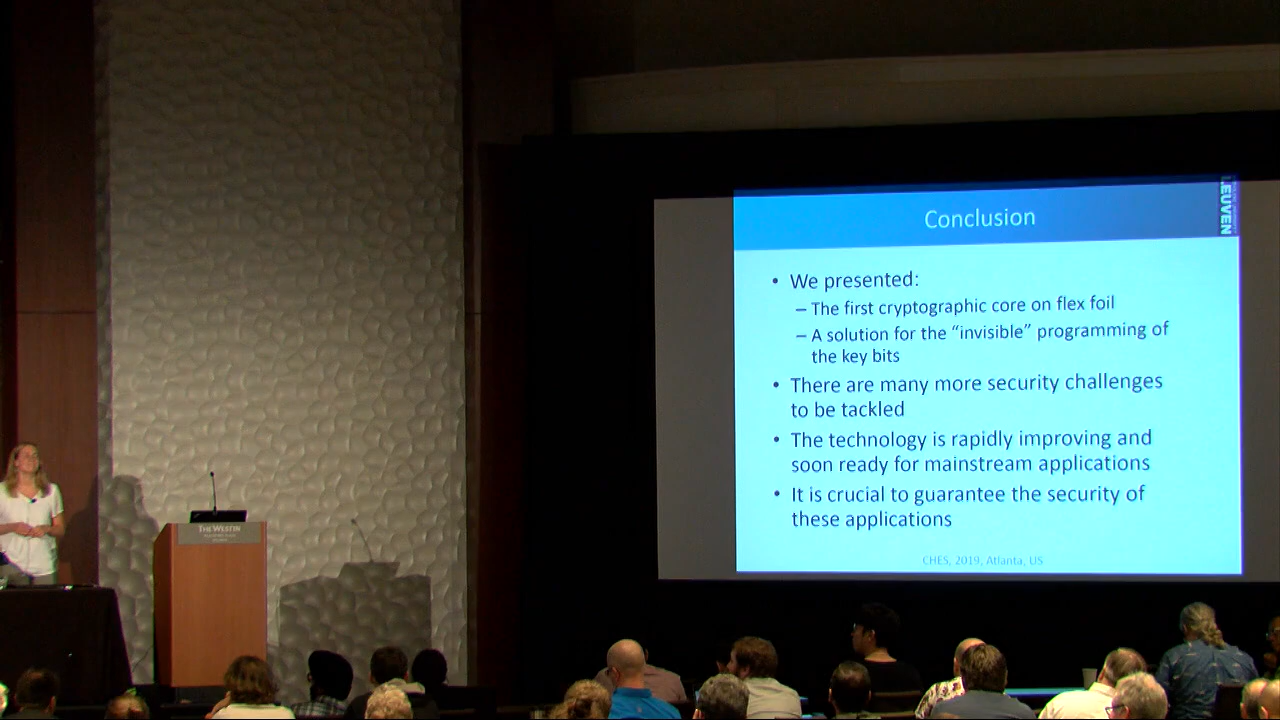 Conclusion
LEUVEN
• We presented:
– The first cryptographic core on flex foil
– A solution for the “invisible” programming of
the key bits
• There are many more security challenges
to be tackled
• The technology is rapidly improving and
soon ready for mainstream applications
• It is crucial to guarantee the security of
these applications
CHES, 2019, Atlanta, US
THE WESTIN